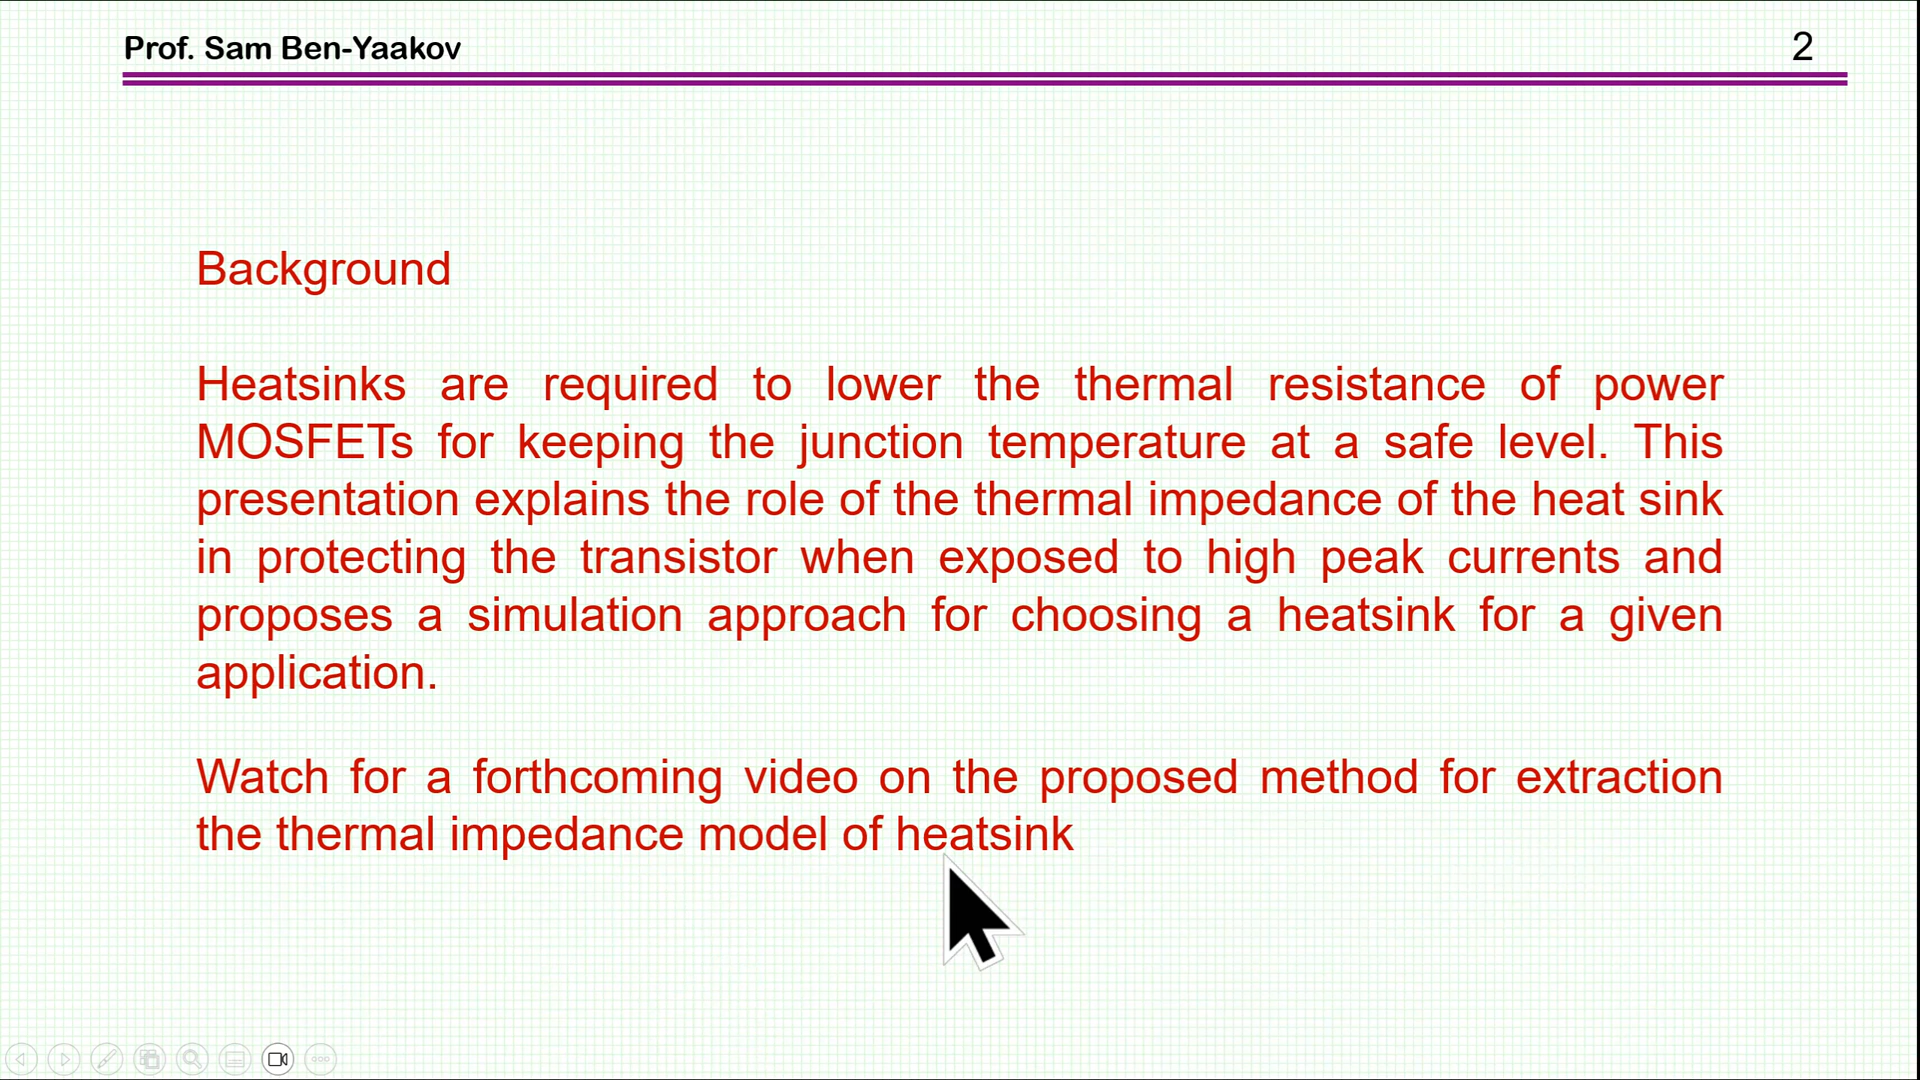 Prof. Sam Ben-Yaakov
2
Background
Heatsinks are required to lower the thermal resistance of power
MOSFETs for keeping the junction temperature at a safe level. This
presentation explains the role of the thermal impedance of the heat sink
in protecting the transistor when exposed to high peak currents and
proposes a simulation approach for choosing a heatsink for a given
application.
Watch for a forthcoming video on the proposed method for extraction
the thermal impedance model of heatsink